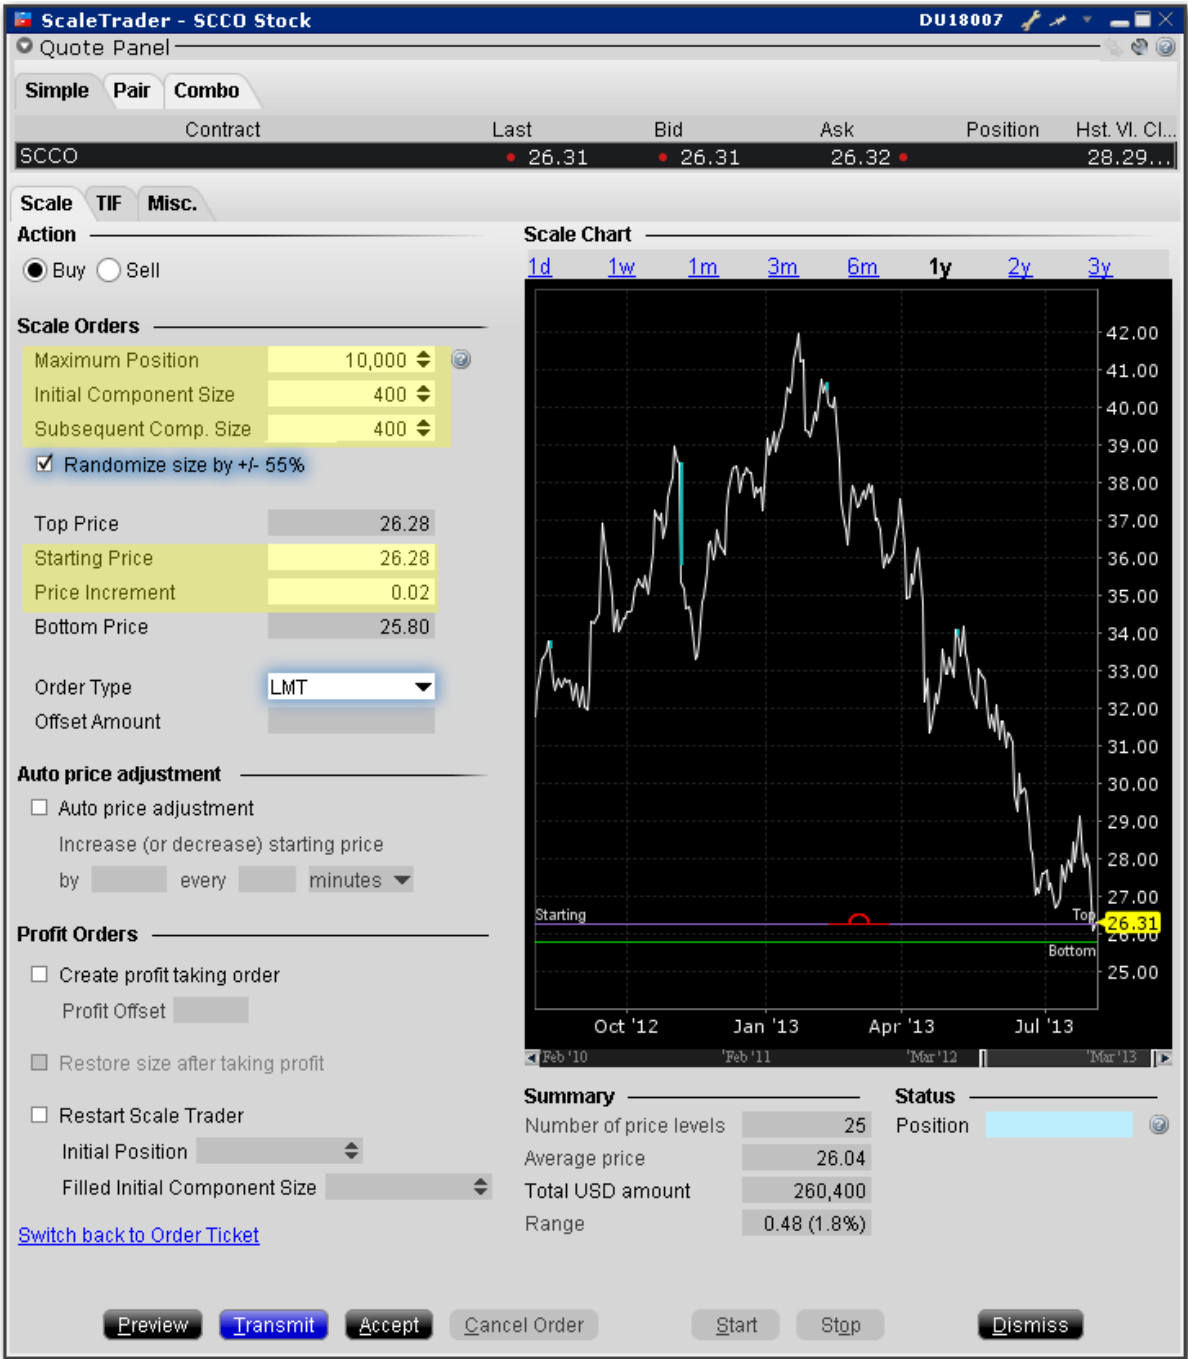 ScaleTrader - SCCO Stock DU18007
Quote Panel
Simple Pair Combo
Contract Last Bid Ask Position Hst. Vl. Cl...
SCCO 26.31 26.31 26.32 28.29...
Scale TIF Misc.
Action
Buy Sell
Scale Orders
Maximum Position 10,000
Initial Component Size 400
Subsequent Comp. Size 400
Randomize size by +/- 55%
Top Price 26.28
Starting Price 26.28
Price Increment 0.02
Bottom Price 25.80
Order Type LMT
Offset Amount
Auto price adjustment
Auto price adjustment
Increase (or decrease) starting price
by every minutes
Profit Orders
Create profit taking order
Profit Offset
Restore size after taking profit
Restart Scale Trader
Initial Position
Filled Initial Component Size
Switch back to Order Ticket
Scale Chart
1d 1w 1m 3m 6m 1y 2y 3y
42.00
41.00
40.00
39.00
38.00
37.00
36.00
35.00
34.00
33.00
32.00
31.00
30.00
29.00
28.00
27.00
Starting Top 26.31
26.00
Bottom
25.00
Oct '12 Jan '13 Apr '13 Jul '13
Feb '10 'Feb '11 'Mar '12 'Mar '13
Summary
Number of price levels 25
Average price 26.04
Total USD amount 260,400
Range 0.48 (1.8%)
Status
Position
Preview Transmit Accept Cancel Order Start Stop Dismiss